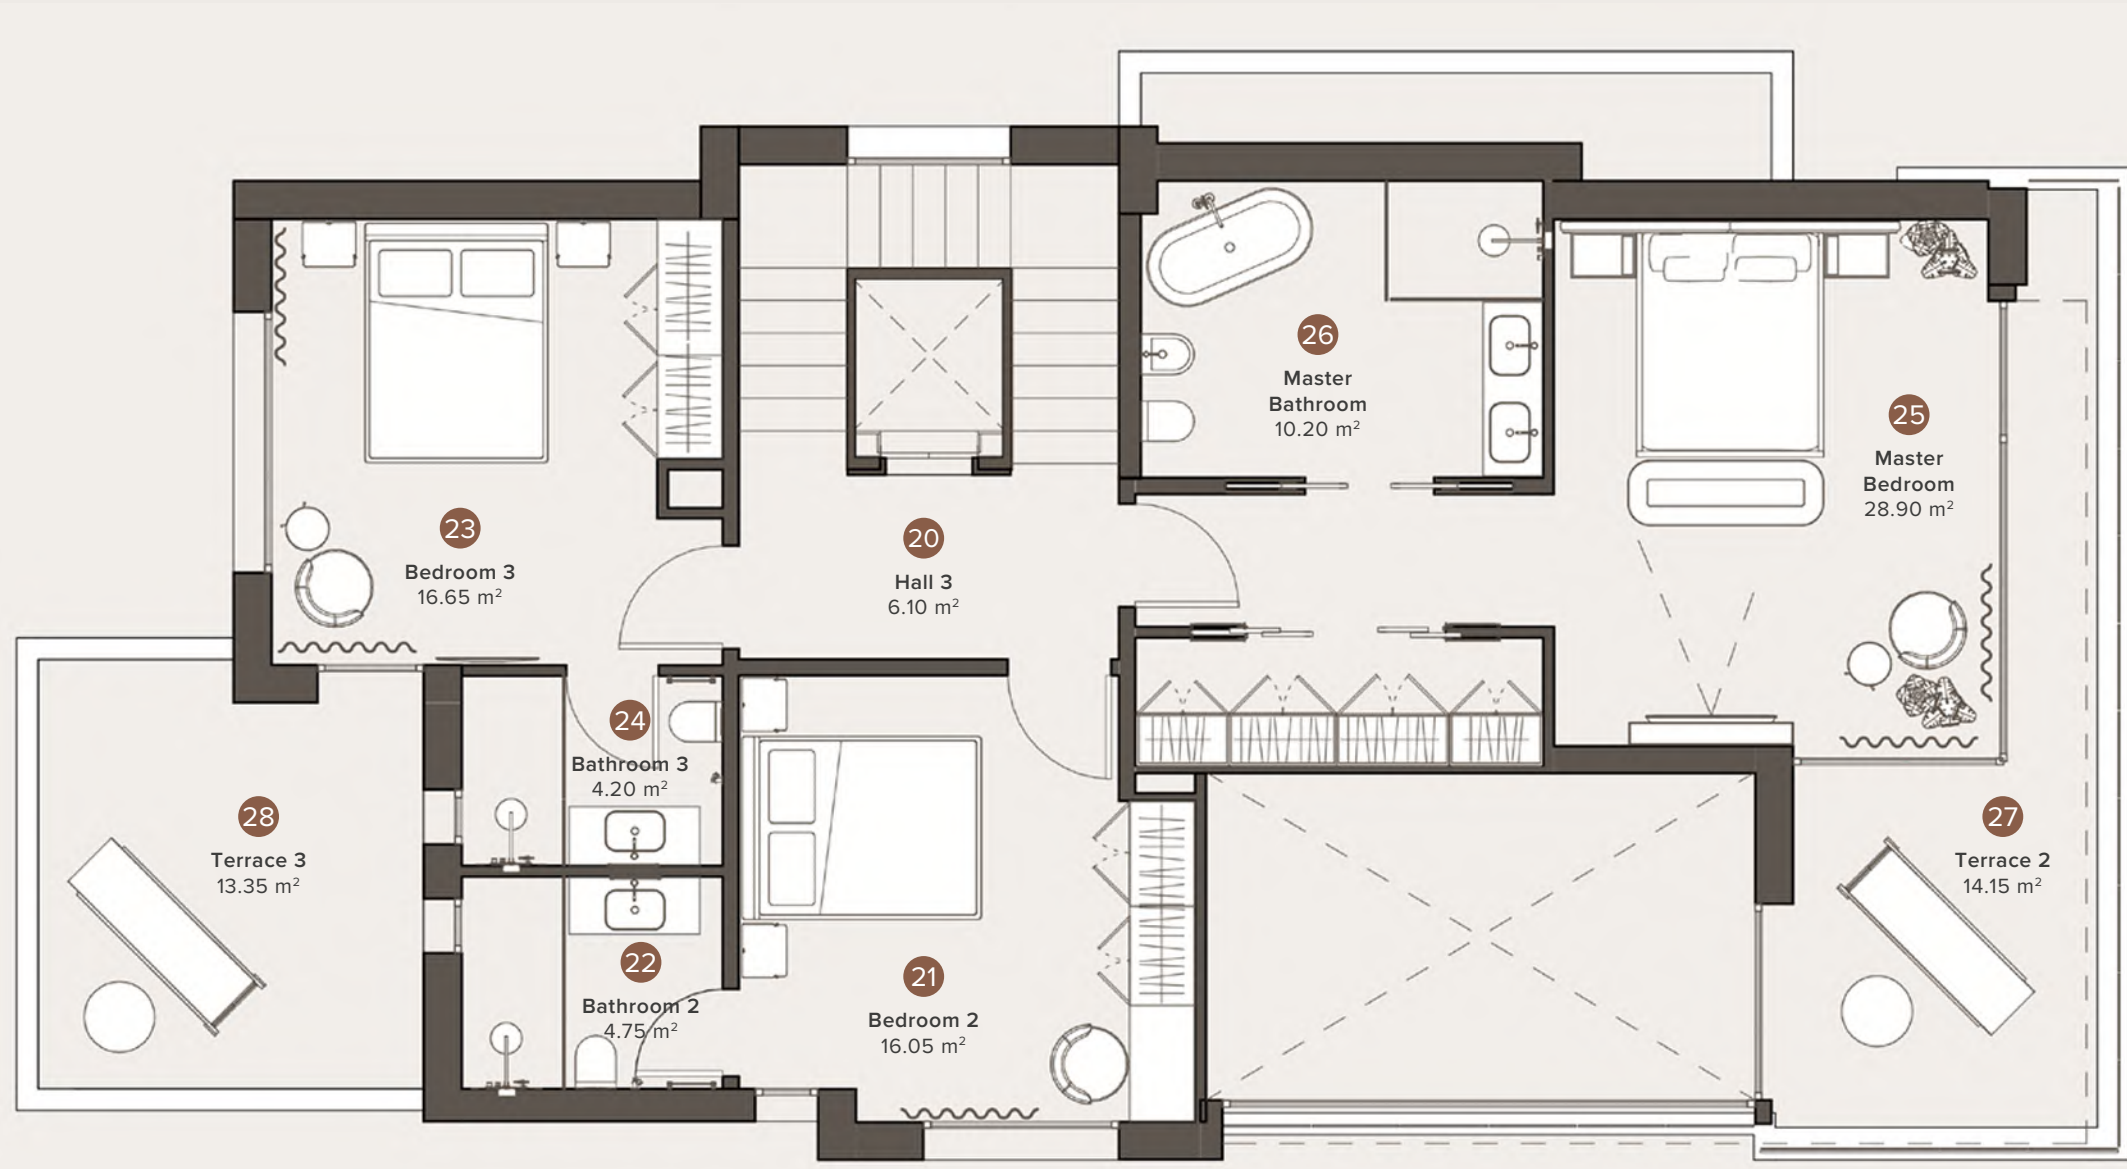 26
Master
Bathroom
10.20 m²
25
Master
Bedroom
28.90 m²
23
Bedroom 3
16.65 m²
20
Hall 3
6.10 m²
24
Bathroom 3
4.20 m²
28
Terrace 3
13.35 m²
27
Terrace 2
14.15 m²
22
Bathroom 2
4.75 m²
21
Bedroom 2
16.05 m²